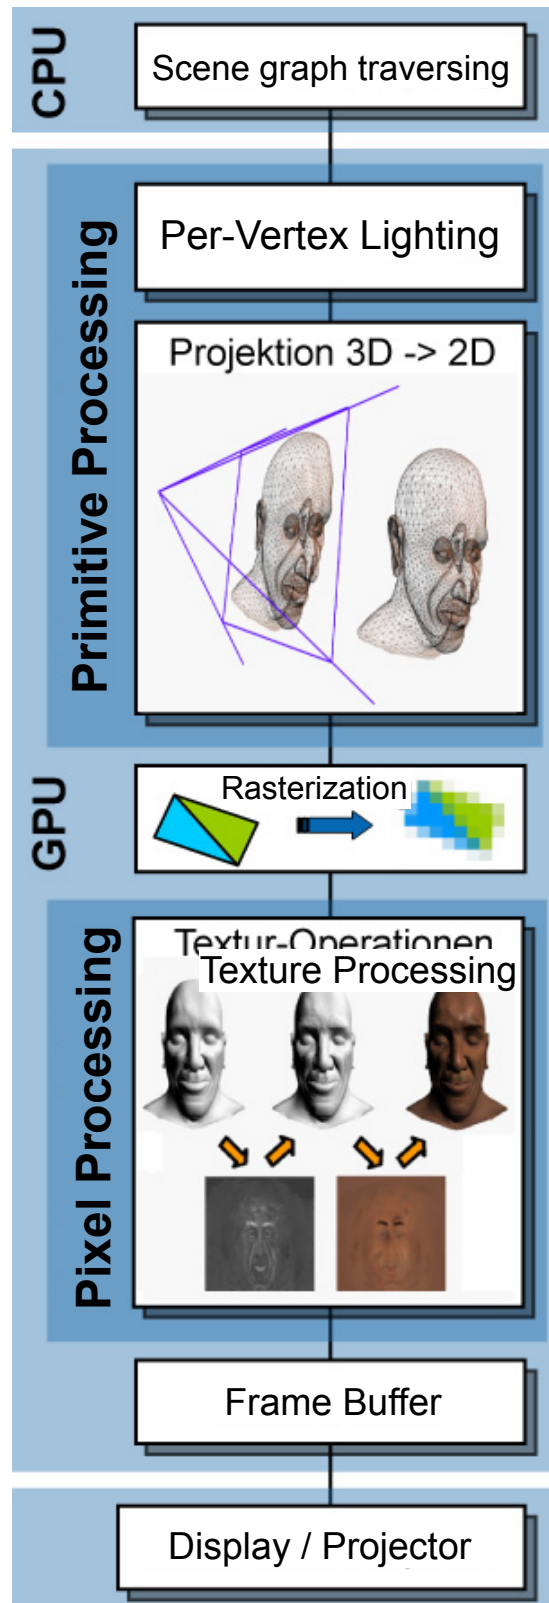 CPU
Scene graph traversing
Primitive Processing
Per-Vertex Lighting
Projektion 3D -> 2D
GPU
Rasterization
Pixel Processing
Textur-Operationen
Texture Processing
Frame Buffer
Display / Projector